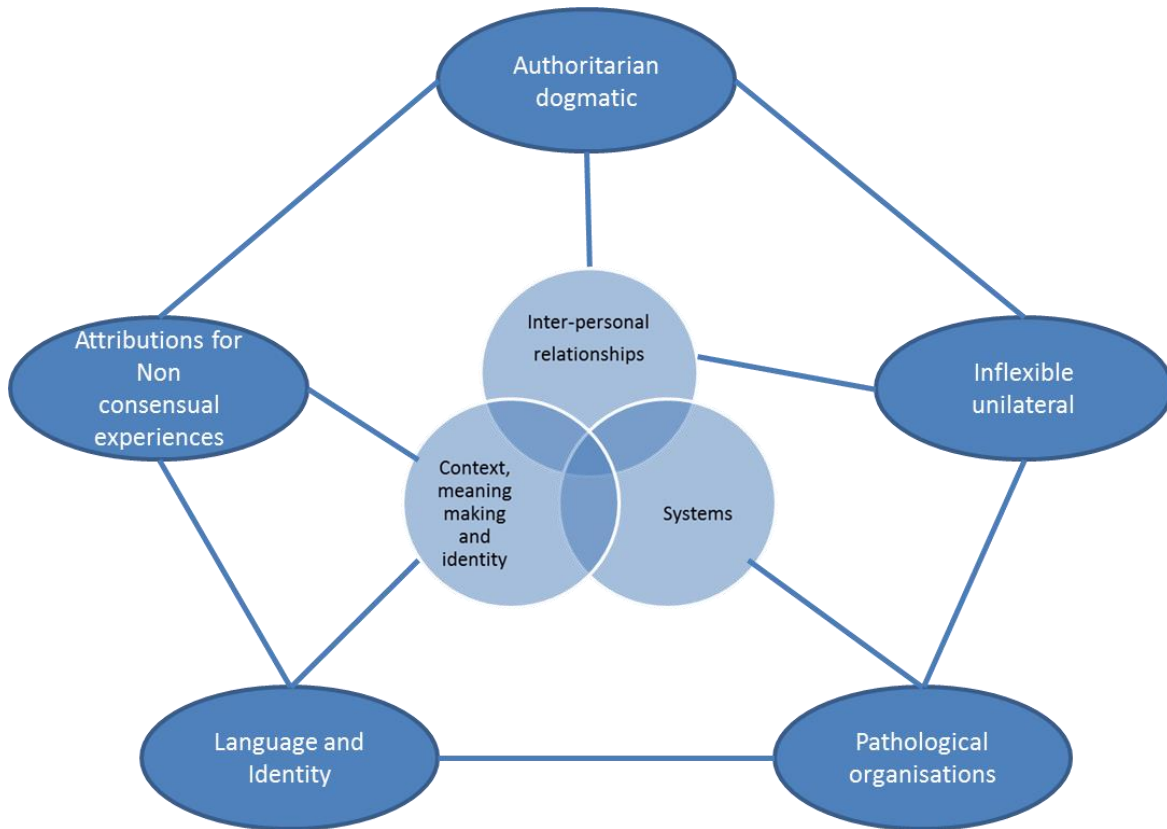 Authoritarian
dogmatic
Inter-personal
relationships
Attributions for
Non
consensual
experiences
Inflexible
unilateral
Context,
meaning
making
and
identity
Systems
Language and
Identity
Pathological
organisations